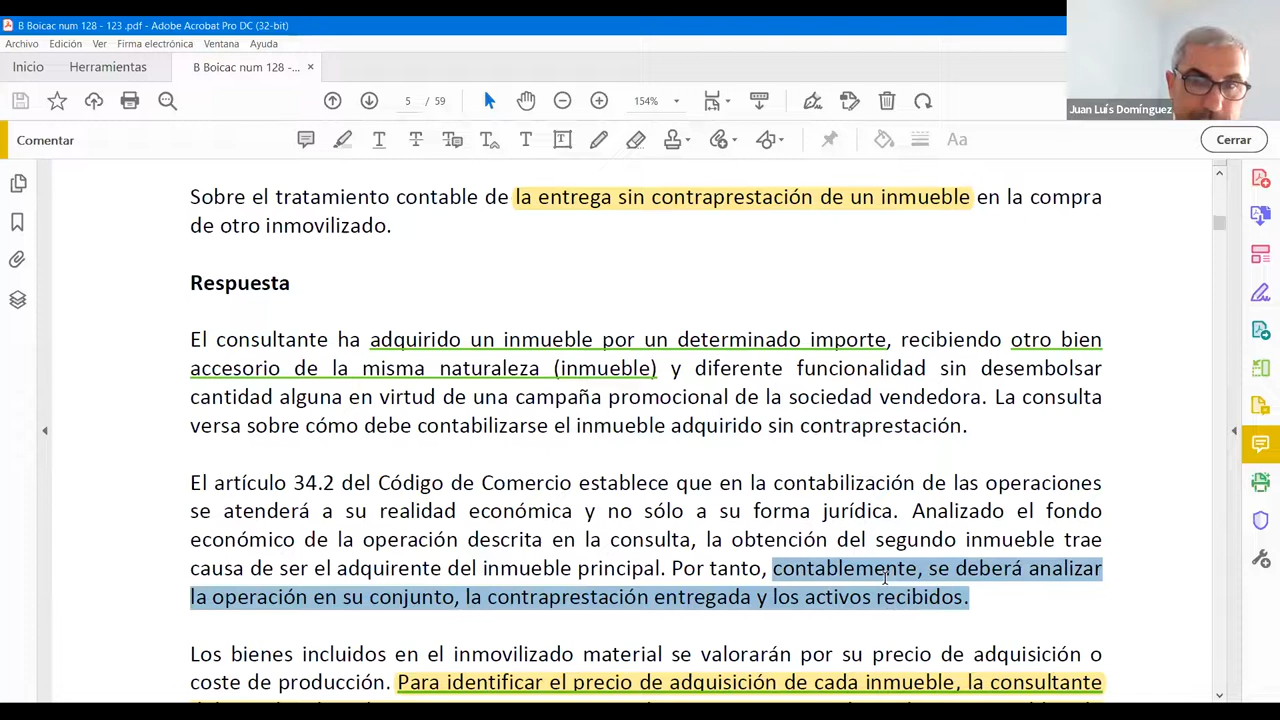 B Boicac num 128 - 123 .pdf - Adobe Acrobat Pro DC (32-bit)
Archivo Edición Ver Firma electrónica Ventana Ayuda
Inicio Herramientas B Boicac num 128 -... ×
5 / 59 154%
Juan Luís Domínguez
Comentar Aa Cerrar
Sobre el tratamiento contable de la entrega sin contraprestación de un inmueble en la compra
de otro inmovilizado.
Respuesta
El consultante ha adquirido un inmueble por un determinado importe, recibiendo otro bien
accesorio de la misma naturaleza (inmueble) y diferente funcionalidad sin desembolsar
cantidad alguna en virtud de una campaña promocional de la sociedad vendedora. La consulta
versa sobre cómo debe contabilizarse el inmueble adquirido sin contraprestación.
El artículo 34.2 del Código de Comercio establece que en la contabilización de las operaciones
se atenderá a su realidad económica y no sólo a su forma jurídica. Analizado el fondo
económico de la operación descrita en la consulta, la obtención del segundo inmueble trae
causa de ser el adquirente del inmueble principal. Por tanto, contablemente, se deberá analizar
la operación en su conjunto, la contraprestación entregada y los activos recibidos.
Los bienes incluidos en el inmovilizado material se valorarán por su precio de adquisición o
coste de producción. Para identificar el precio de adquisición de cada inmueble, la consultante